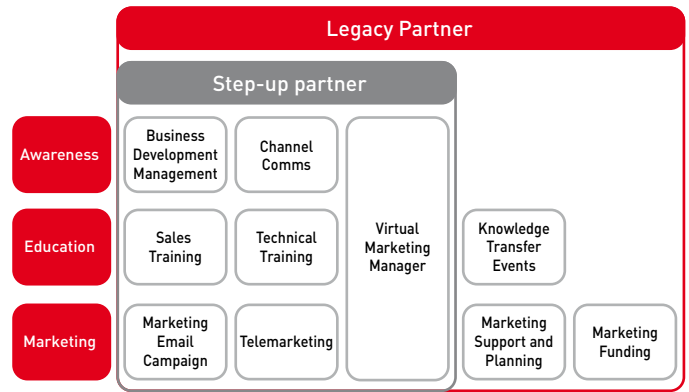 Legacy Partner
Step-up partner
Awareness
Business
Development
Management
Channel
Comms
Virtual
Marketing
Manager
Education
Sales
Training
Technical
Training
Knowledge
Transfer
Events
Marketing
Marketing
Email
Campaign
Telemarketing
Marketing
Support and
Planning
Marketing
Funding